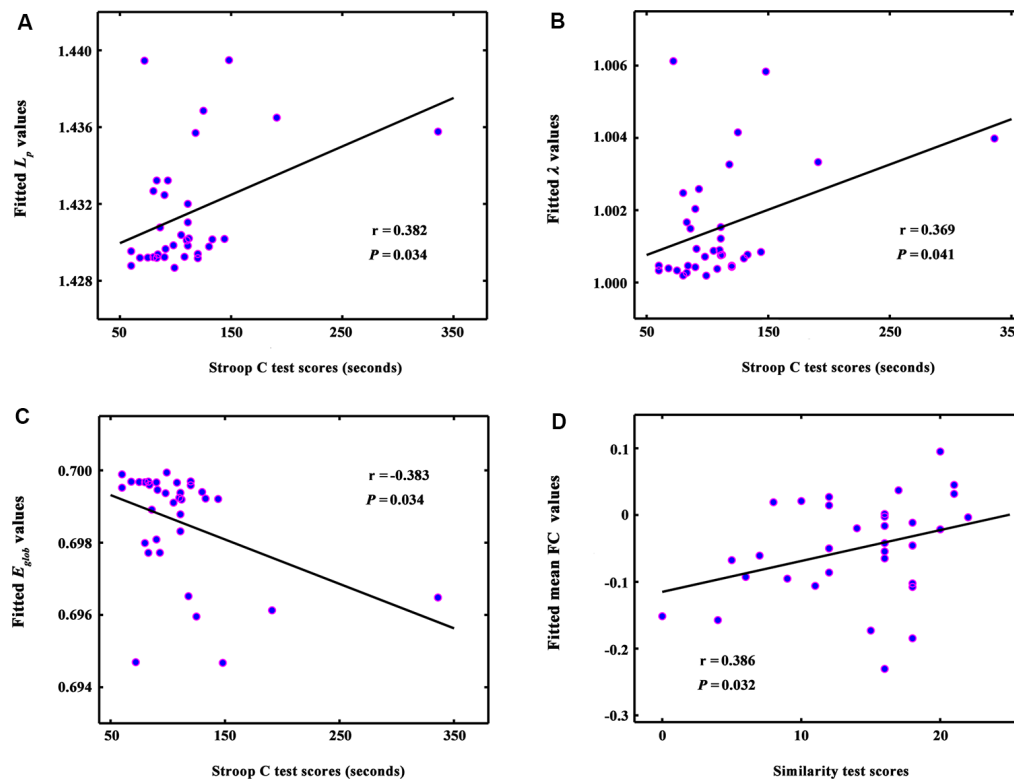 A
1.440
1.436
1.432
1.428
Fitted Lp values
r = 0.382
P = 0.034
50 150 250 350
Stroop C test scores (seconds)
B
1.006
1.004
1.002
1.000
Fitted λ values
r = 0.369
P = 0.041
50 150 250 350
Stroop C test scores (seconds)
C
0.700
0.698
0.696
0.694
Fitted Eglob values
r = -0.383
P = 0.034
50 150 250 350
Stroop C test scores (seconds)
D
0.1
0
-0.1
-0.2
-0.3
Fitted mean FC values
r = 0.386
P = 0.032
0 10 20
Similarity test scores